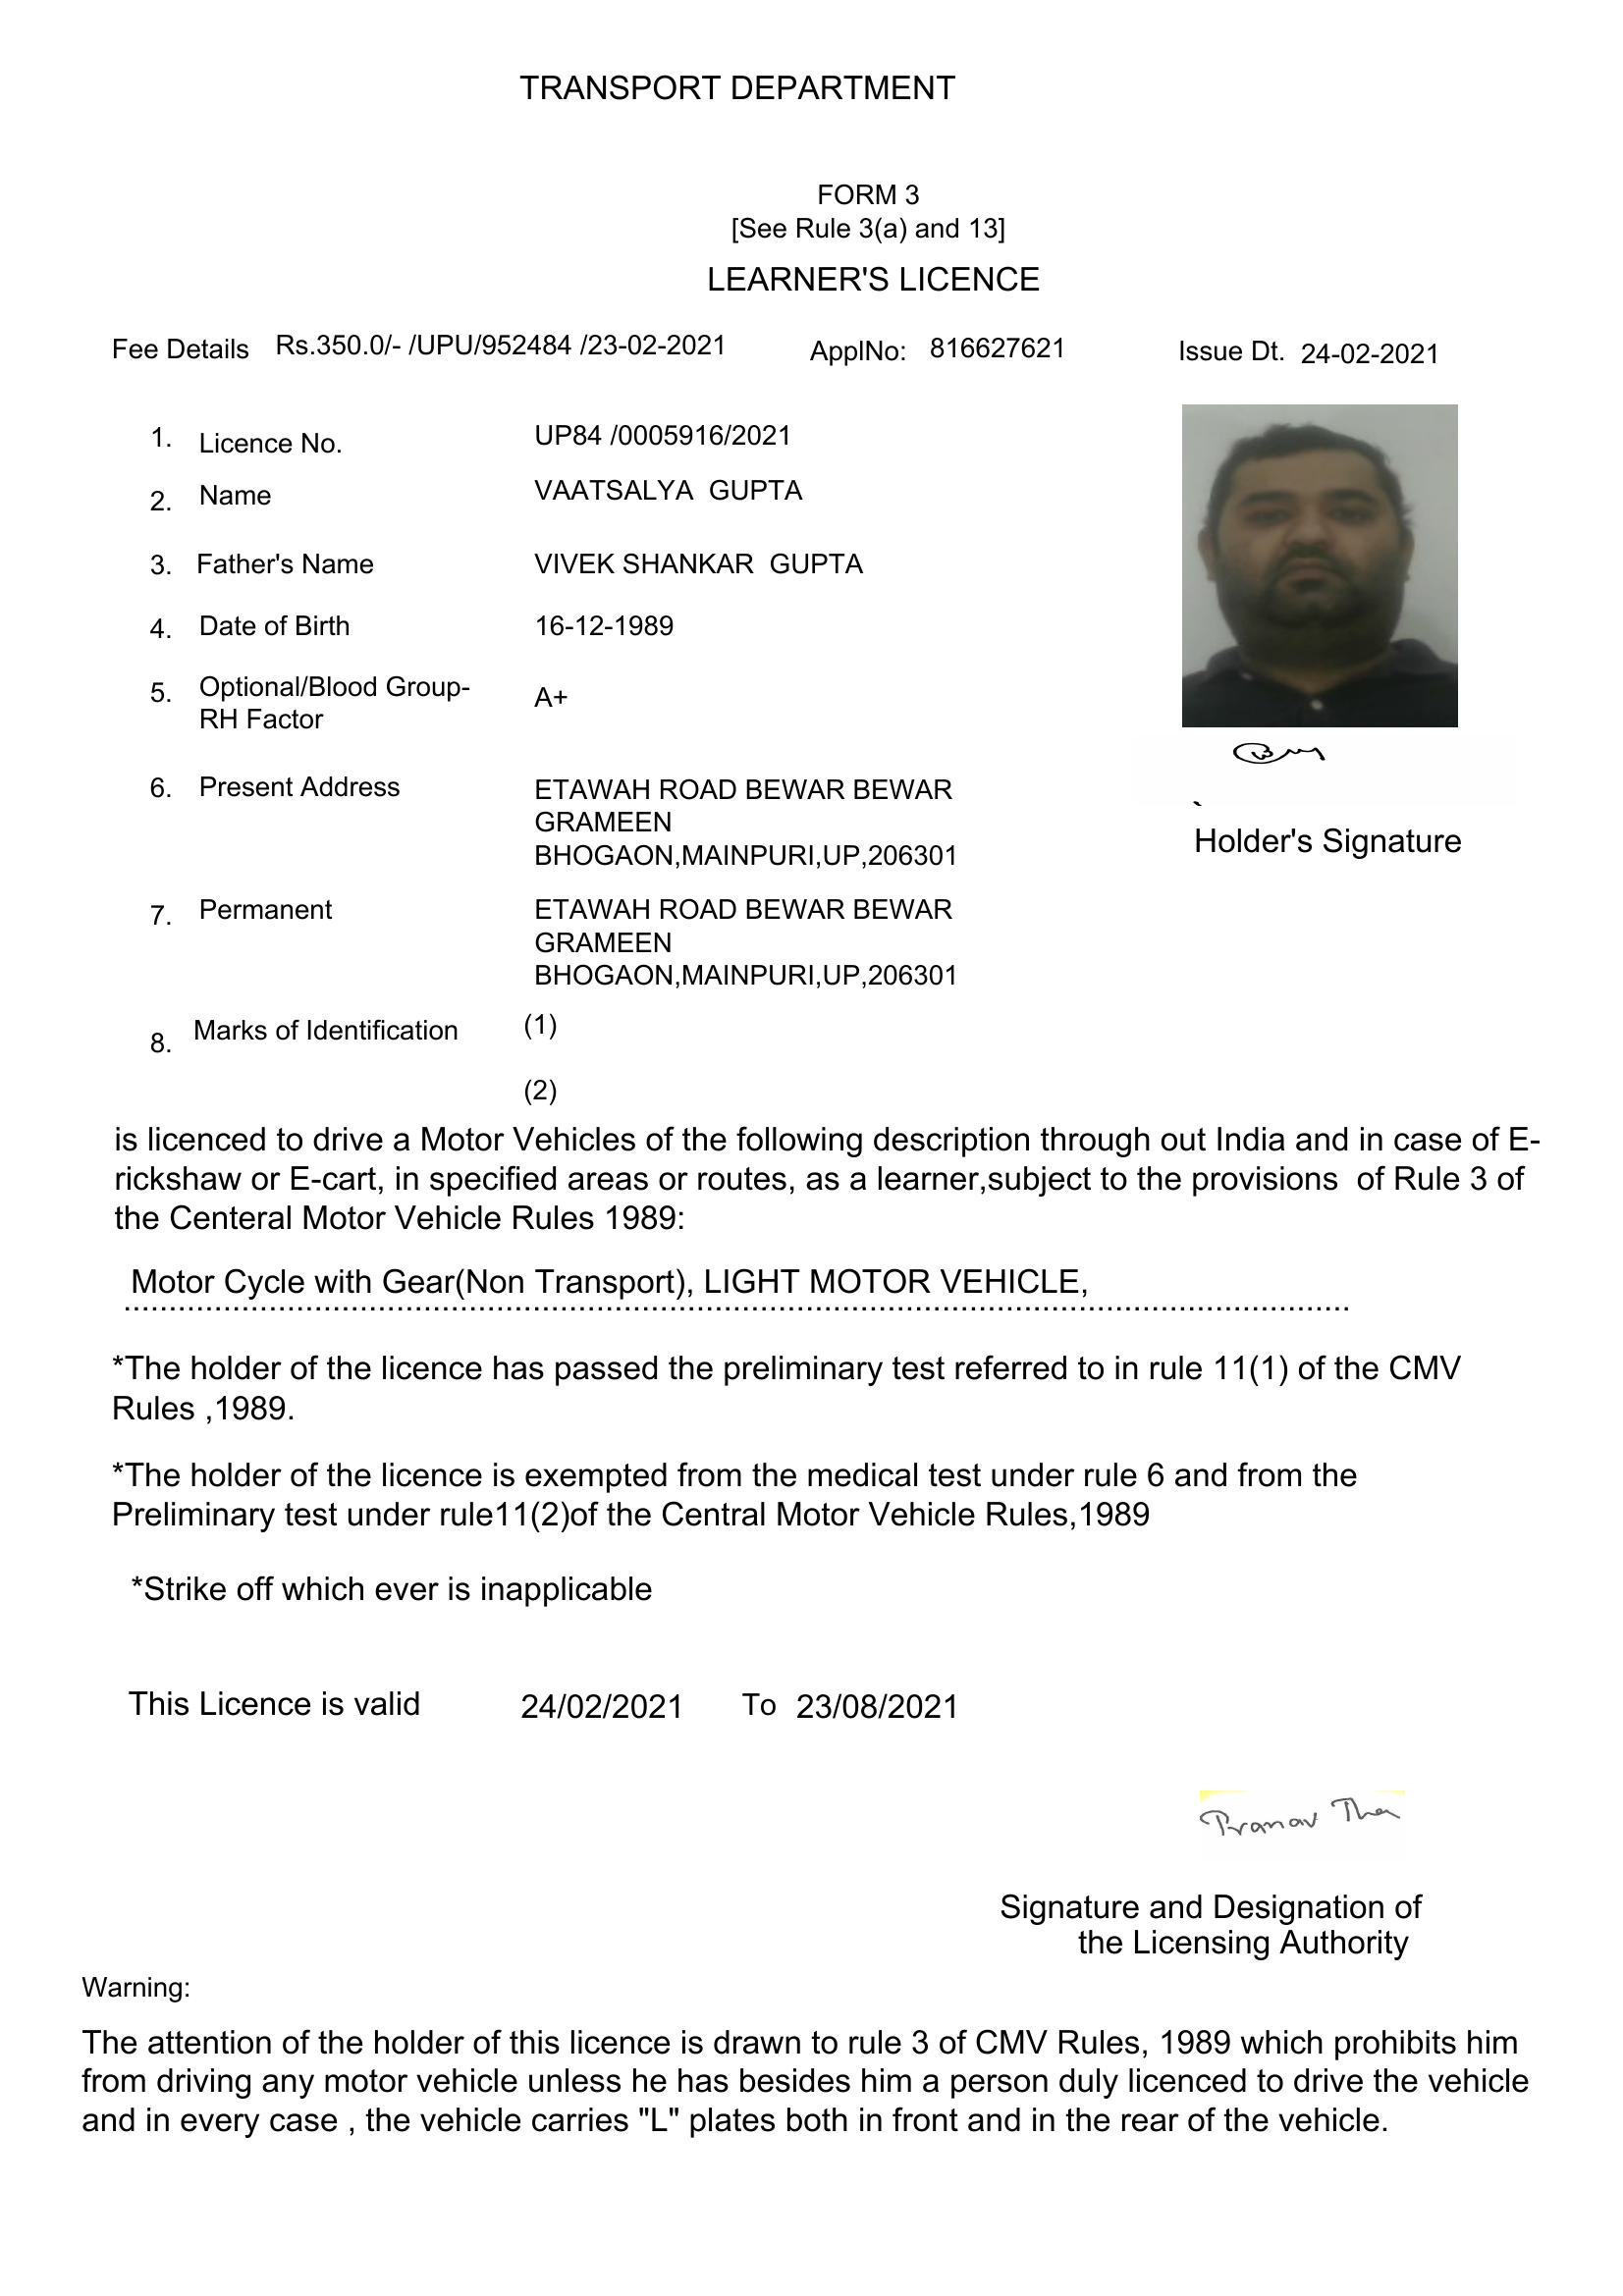 TRANSPORT DEPARTMENT
FORM 3
[See Rule 3(a) and 13]
LEARNER'S LICENCE
Fee Details Rs.350.0/- /UPU/952484 /23-02-2021 ApplNo: 816627621 Issue Dt. 24-02-2021
1. Licence No. UP84 /0005916/2021
2. Name VAATSALYA GUPTA
3. Father's Name VIVEK SHANKAR GUPTA
4. Date of Birth 16-12-1989
5. Optional/Blood Group-
RH Factor A+
6. Present Address ETAWAH ROAD BEWAR BEWAR
GRAMEEN
BHOGAON,MAINPURI,UP,206301
Holder's Signature
7. Permanent ETAWAH ROAD BEWAR BEWAR
GRAMEEN
BHOGAON,MAINPURI,UP,206301
8. Marks of Identification (1)
(2)
is licenced to drive a Motor Vehicles of the following description through out India and in case of E-
rickshaw or E-cart, in specified areas or routes, as a learner,subject to the provisions of Rule 3 of
the Centeral Motor Vehicle Rules 1989:
Motor Cycle with Gear(Non Transport), LIGHT MOTOR VEHICLE,
*The holder of the licence has passed the preliminary test referred to in rule 11(1) of the CMV
Rules ,1989.
*The holder of the licence is exempted from the medical test under rule 6 and from the
Preliminary test under rule11(2)of the Central Motor Vehicle Rules,1989
*Strike off which ever is inapplicable
This Licence is valid 24/02/2021 To 23/08/2021
Pranav
Signature and Designation of
the Licensing Authority
Warning:
The attention of the holder of this licence is drawn to rule 3 of CMV Rules, 1989 which prohibits him
from driving any motor vehicle unless he has besides him a person duly licenced to drive the vehicle
and in every case , the vehicle carries "L" plates both in front and in the rear of the vehicle.